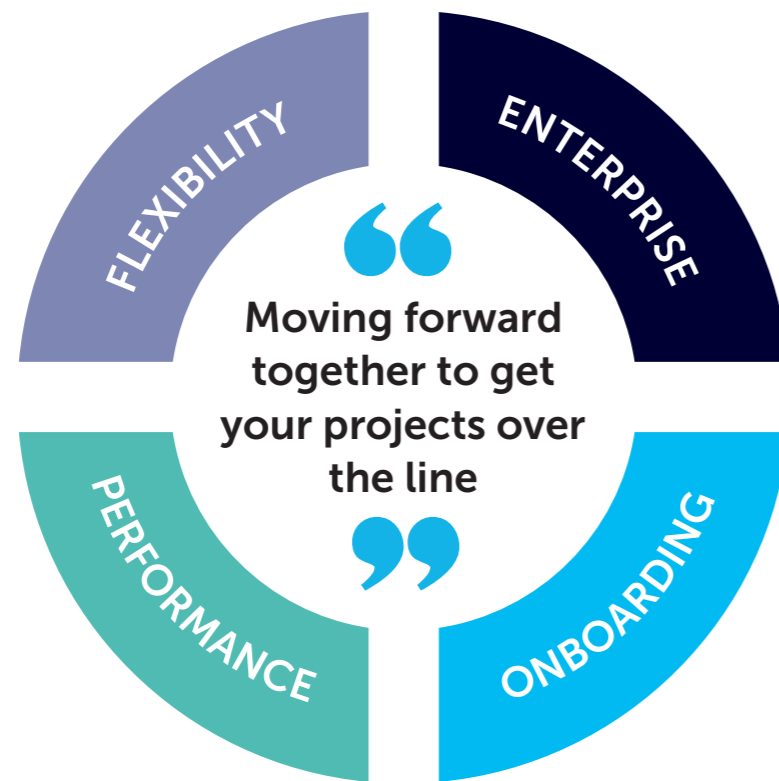 FLEXIBILITY
ENTERPRISE
“
Moving forward
together to get
your projects over
the line
”
PERFORMANCE
ONBOARDING